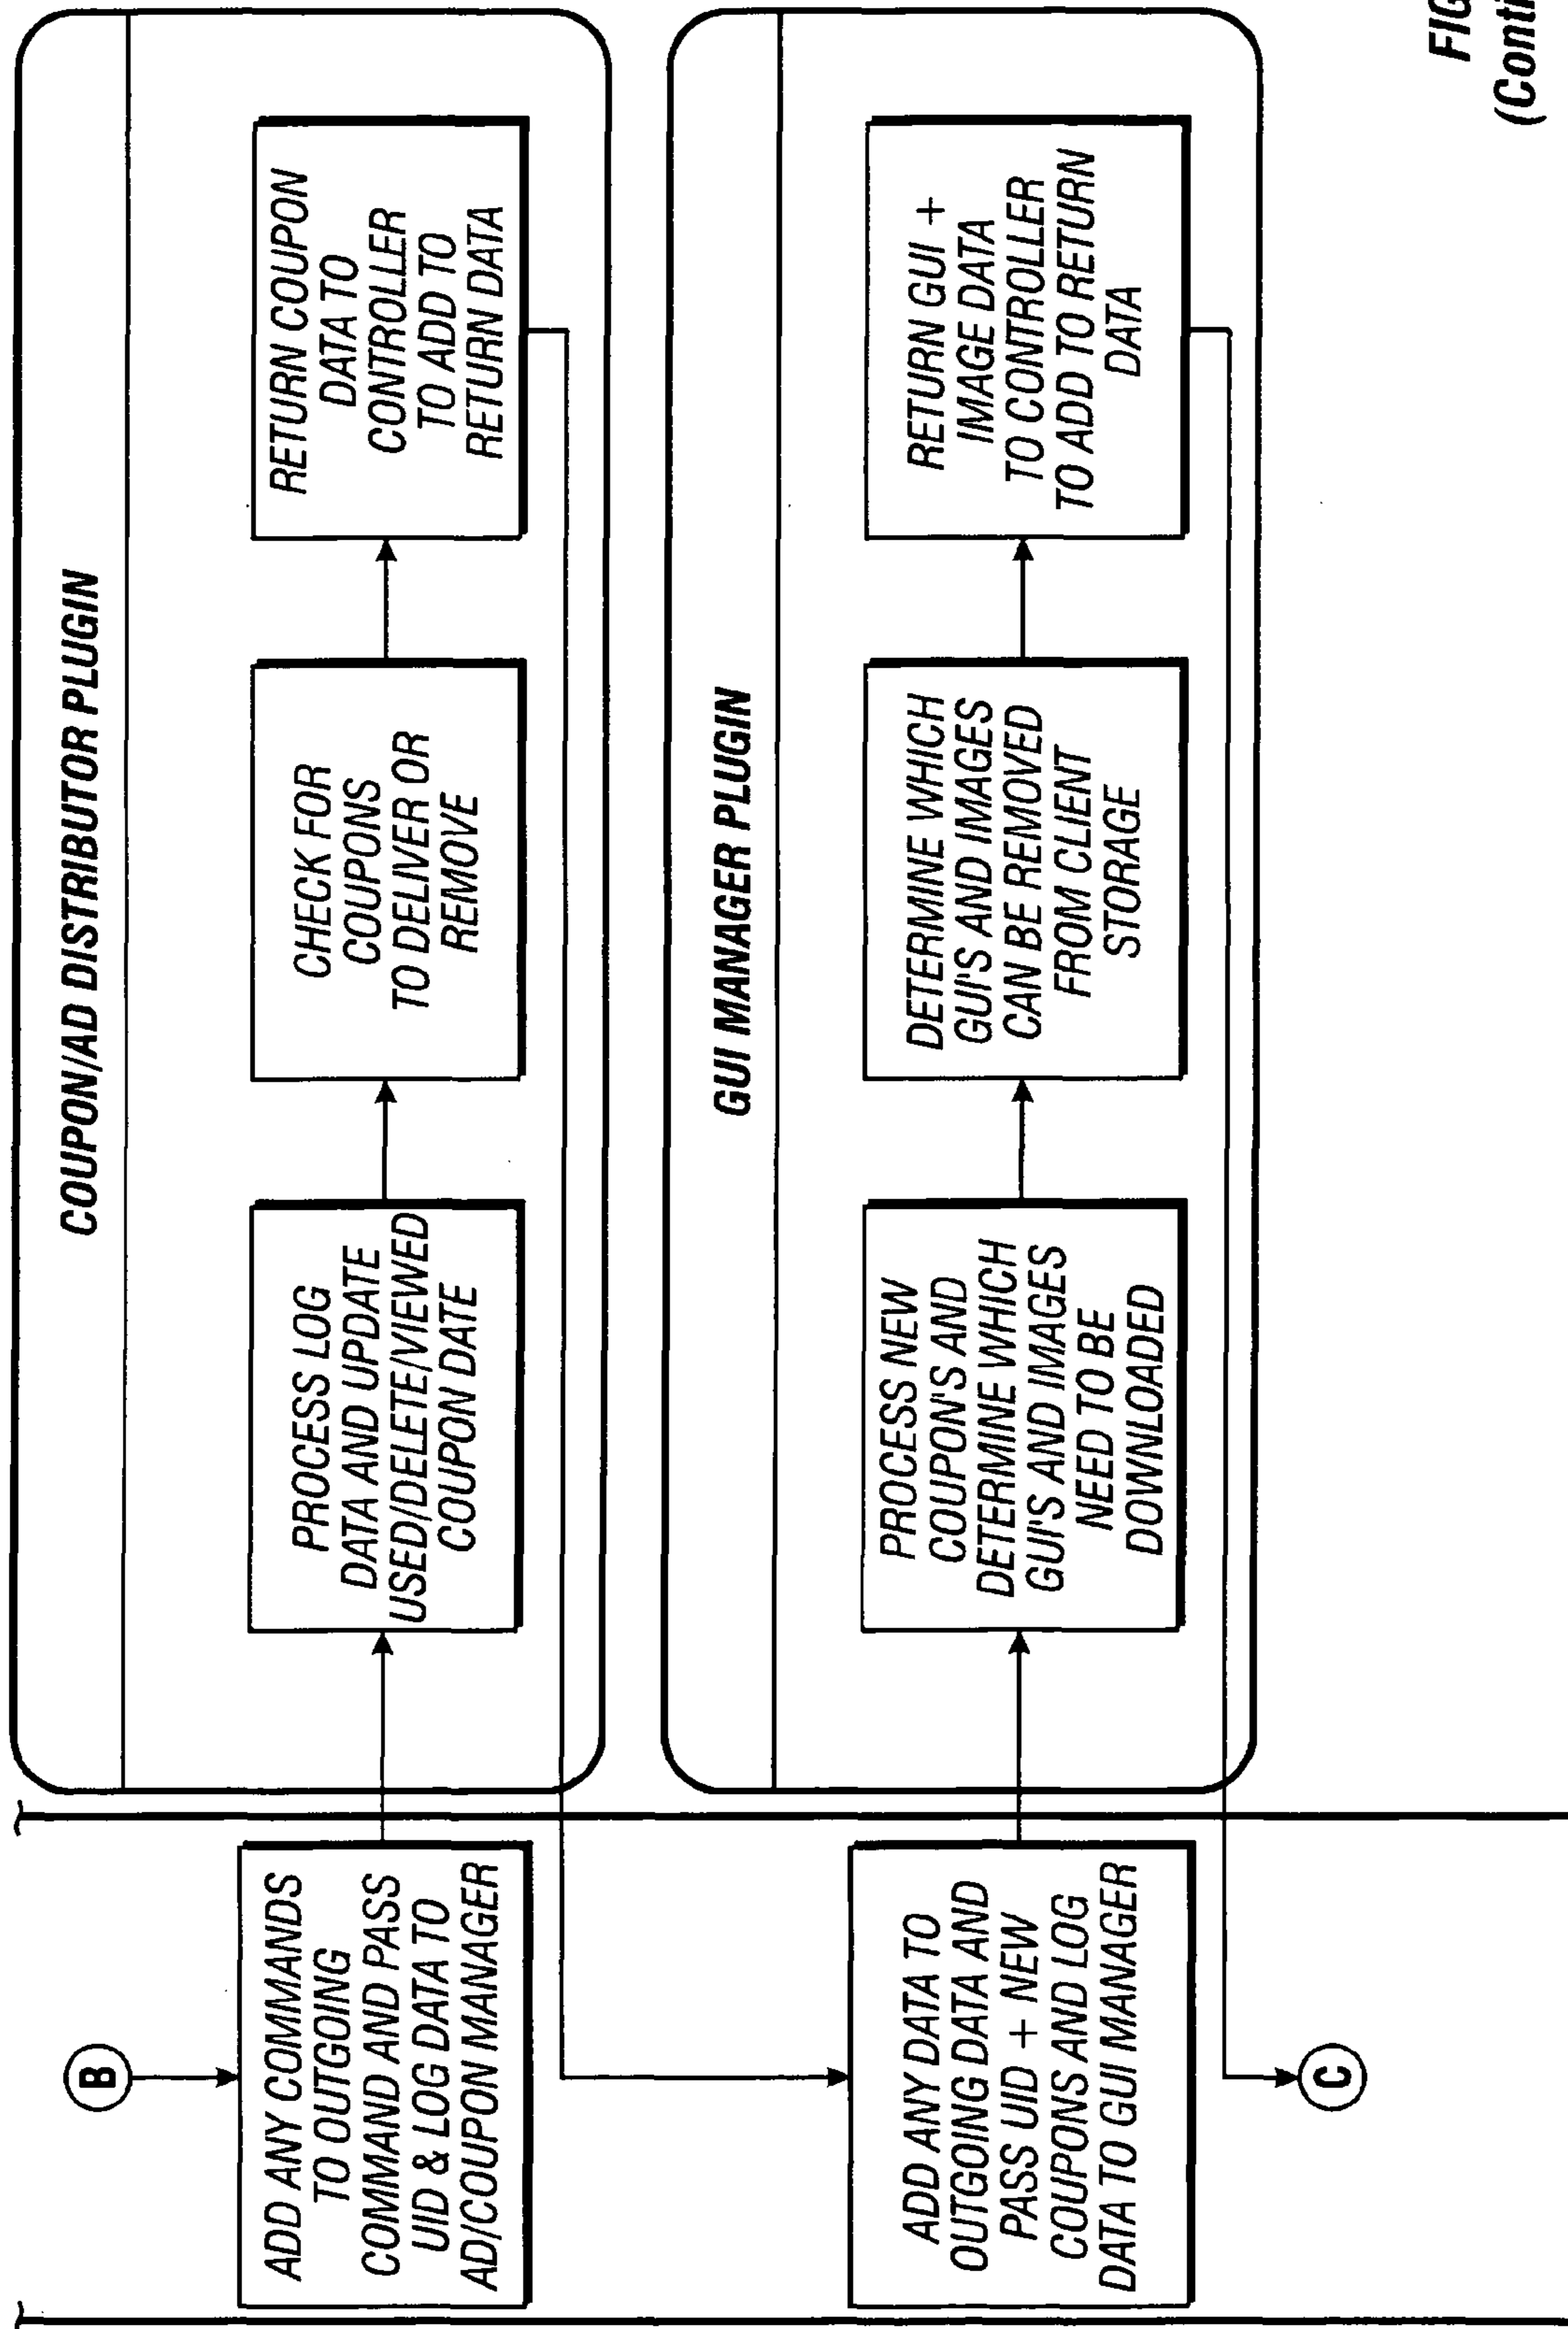 B
ADD ANY COMMANDS
TO OUTGOING
COMMAND AND PASS
UID & LOG DATA TO
AD/COUPON MANAGER
COUPON/AD DISTRIBUTOR PLUGIN
PROCESS LOG
DATA AND UPDATE
USED/DELETE/VIEWED
COUPON DATE
CHECK FOR
COUPONS
TO DELIVER OR
REMOVE
RETURN COUPON
DATA TO
CONTROLLER
TO ADD TO
RETURN DATA
ADD ANY DATA TO
OUTGOING DATA AND
PASS UID + NEW
COUPONS AND LOG
DATA TO GUI MANAGER
GUI MANAGER PLUGIN
PROCESS NEW
COUPON'S AND
DETERMINE WHICH
GUI'S AND IMAGES
NEED TO BE
DOWNLOADED
DETERMINE WHICH
GUI'S AND IMAGES
CAN BE REMOVED
FROM CLIENT
STORAGE
RETURN GUI +
IMAGE DATA
TO CONTROLLER
TO ADD TO RETURN
DATA
C
FIG
(Conti